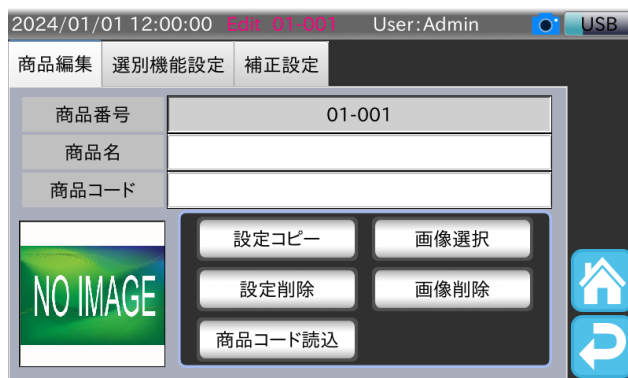 2024/01/01 12:00:00 Edit 01-001 User:Admin USB
商品編集 選別機能設定 補正設定
商品番号 01-001
商品名
商品コード
設定コピー 画像選択
NO IMAGE
設定削除 画像削除
商品コード読込